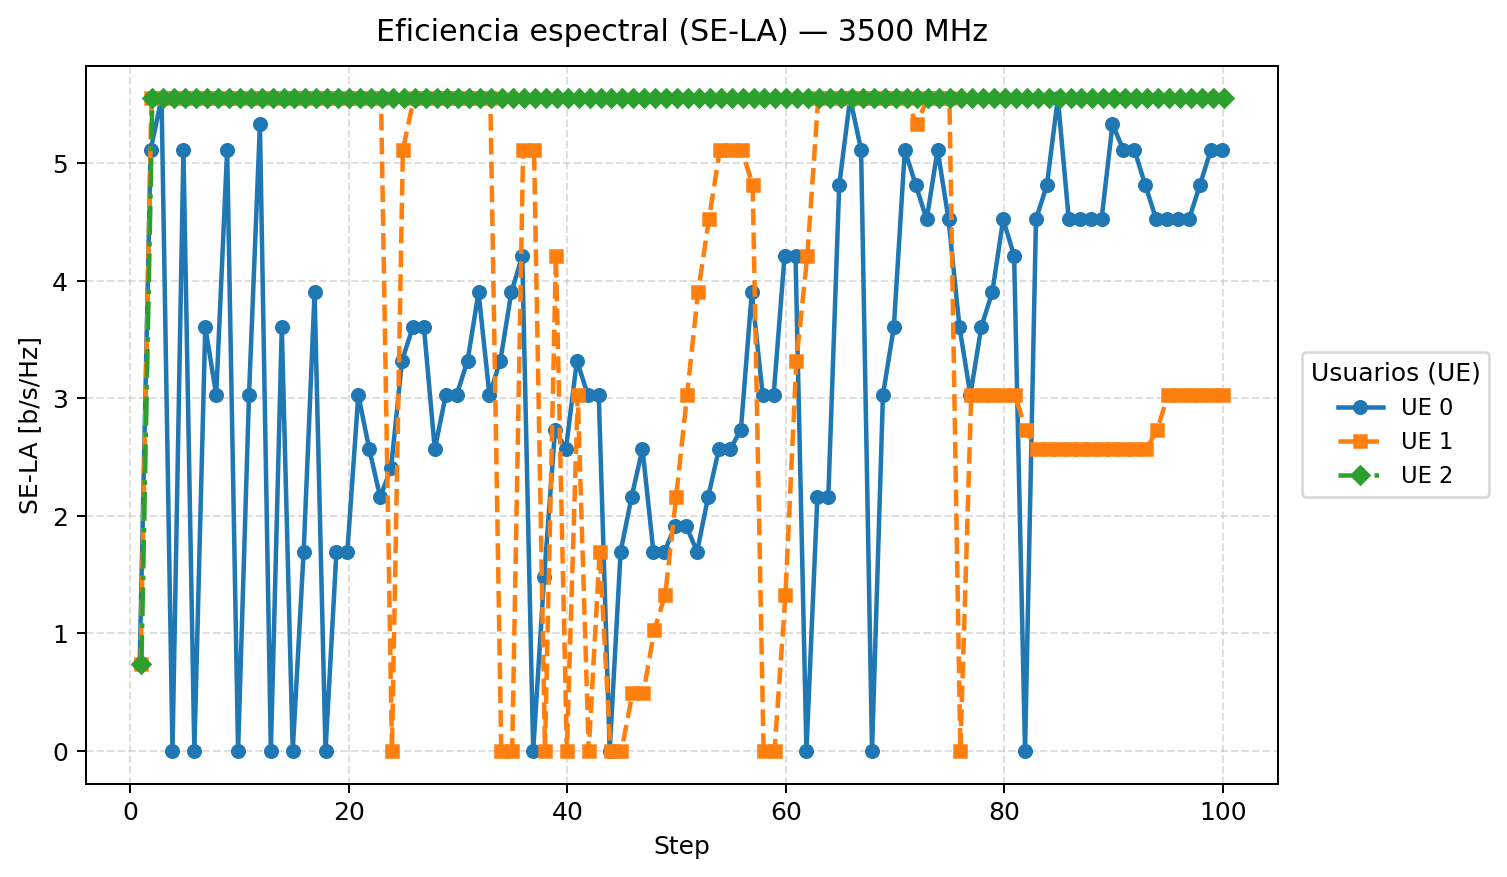 Eficiencia espectral (SE-LA) — 3500 MHz
SE-LA [b/s/Hz]
5
4
3
2
1
0
0 20 40 60 80 100
Step
Usuarios (UE)
UE 0
UE 1
UE 2